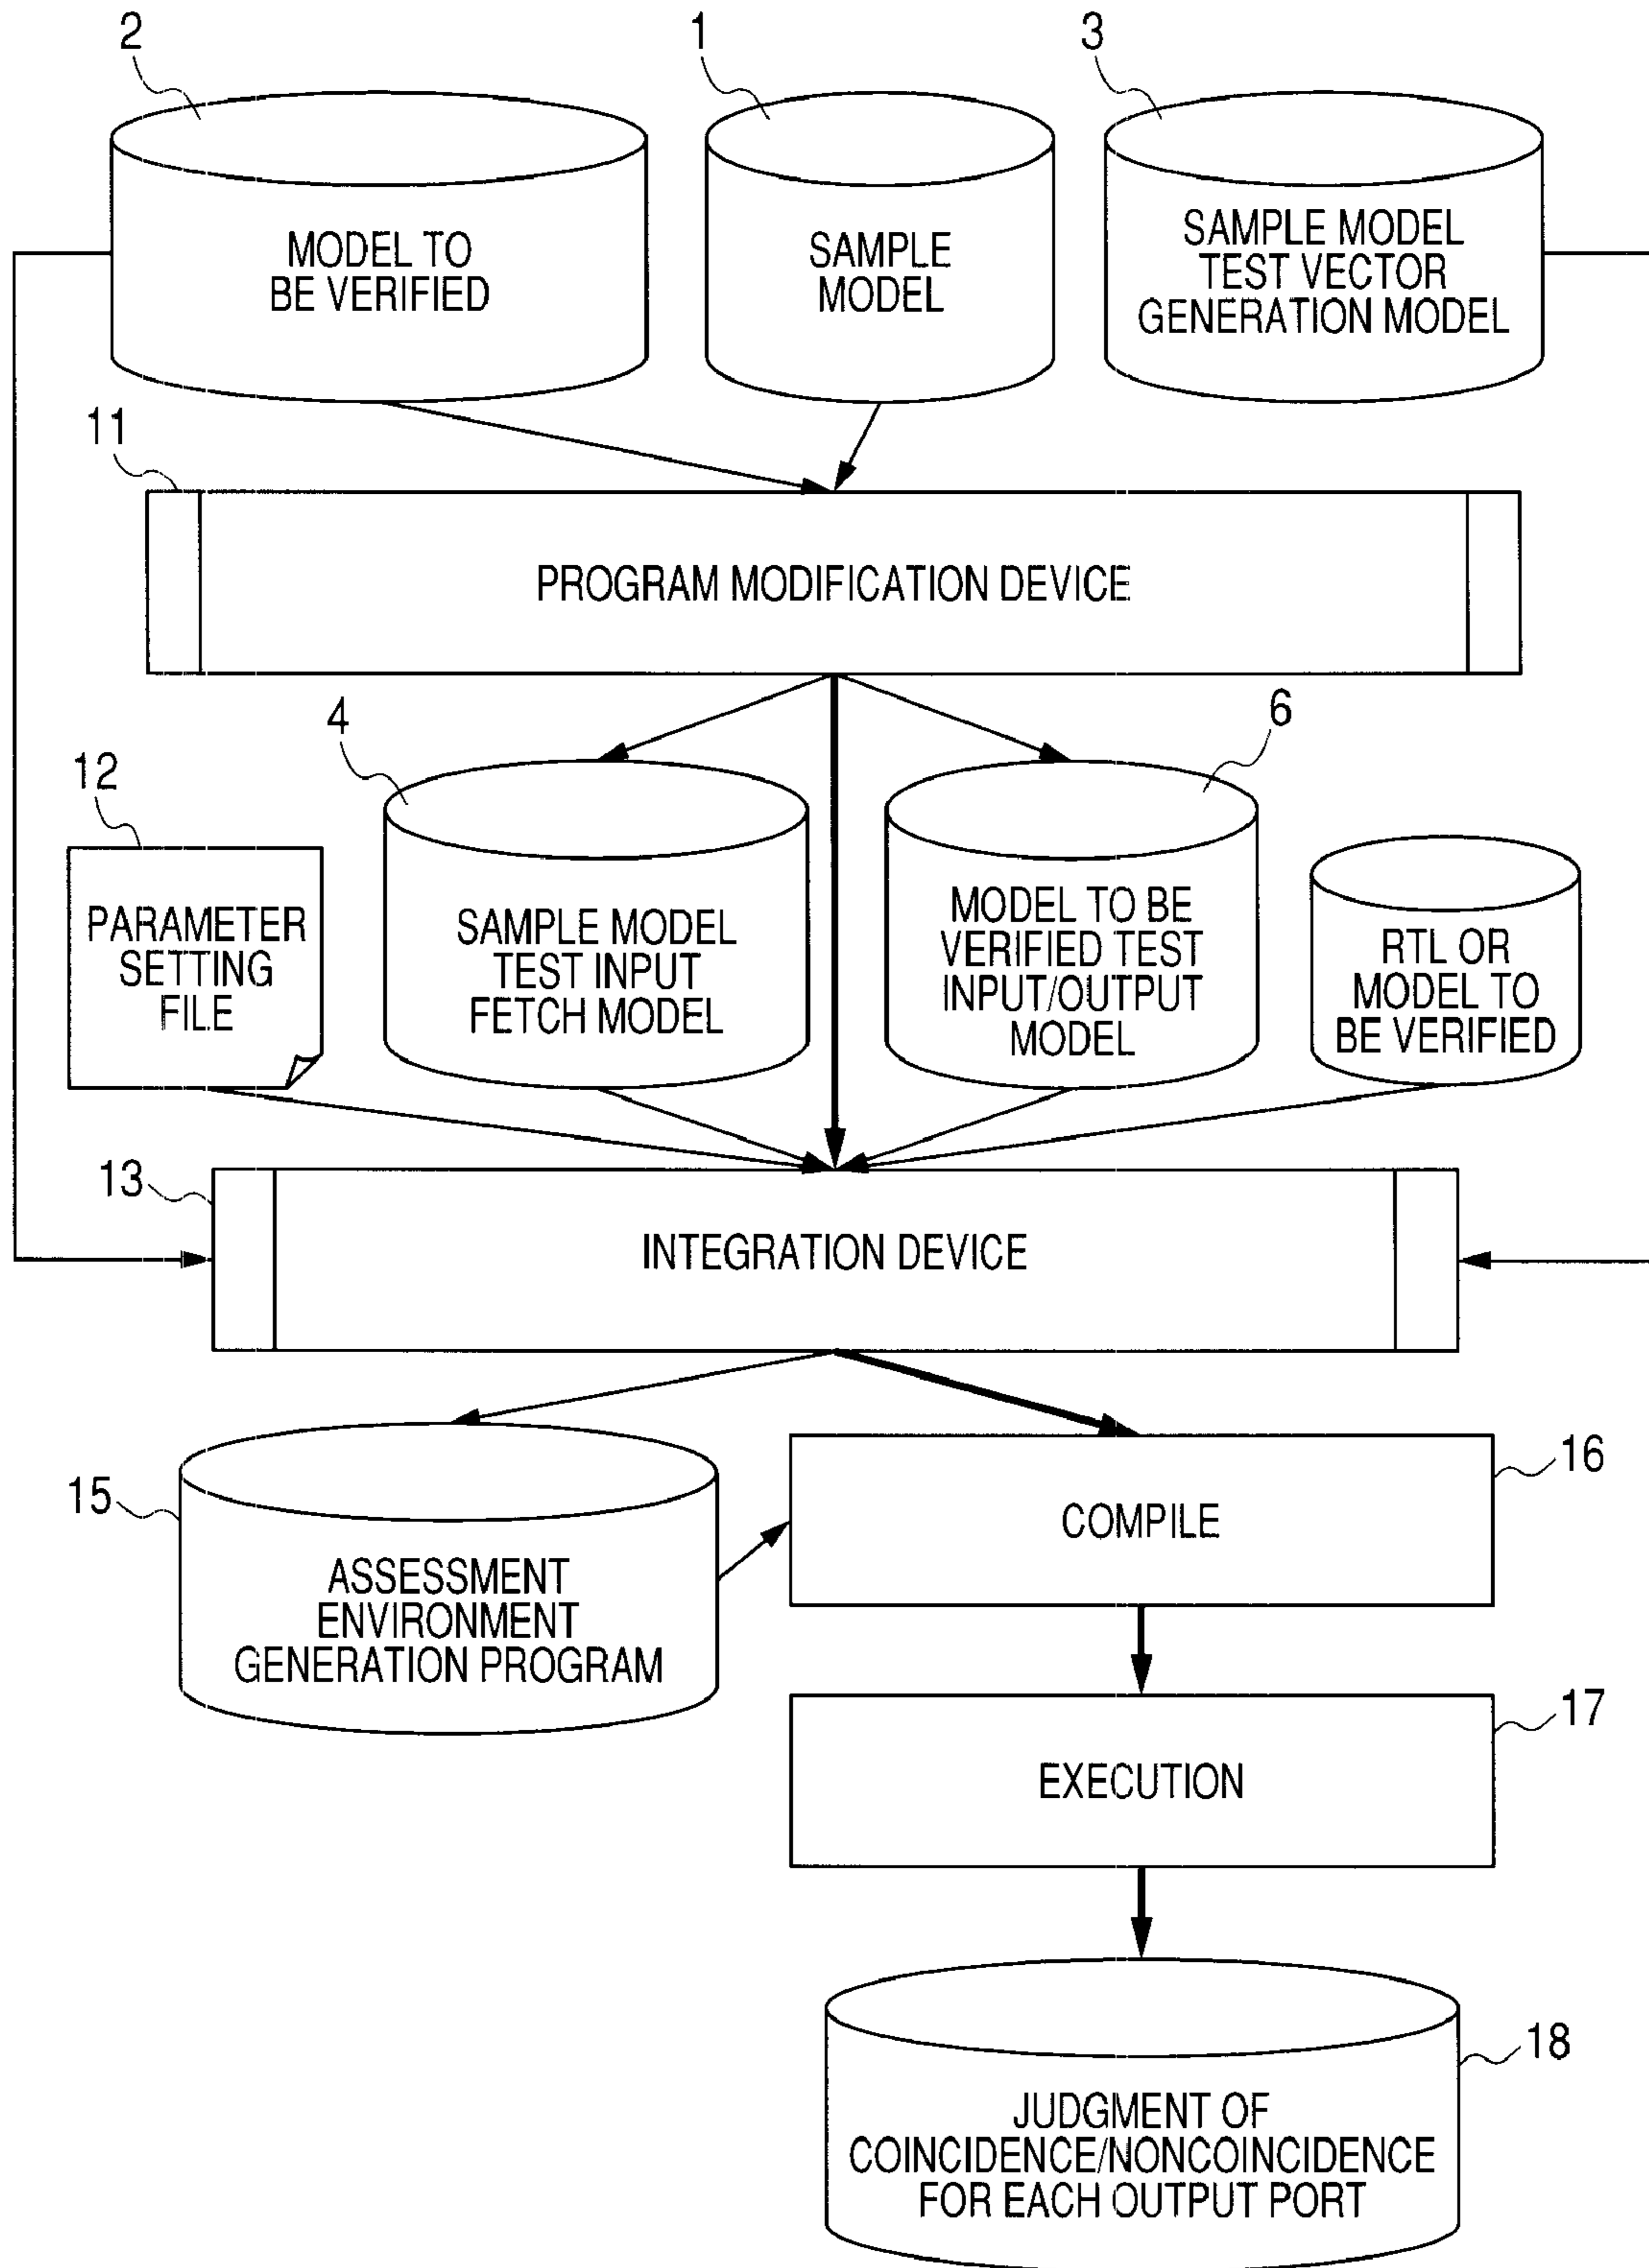 2
1
3
MODEL TO
BE VERIFIED
SAMPLE
MODEL
SAMPLE MODEL
TEST VECTOR
GENERATION MODEL
11
PROGRAM MODIFICATION DEVICE
4
6
12
PARAMETER
SETTING
FILE
SAMPLE MODEL
TEST INPUT
FETCH MODEL
MODEL TO BE
VERIFIED TEST
INPUT/OUTPUT
MODEL
RTL OR
MODEL TO
BE VERIFIED
13
INTEGRATION DEVICE
15
ASSESSMENT
ENVIRONMENT
GENERATION PROGRAM
16
COMPILE
17
EXECUTION
18
JUDGMENT OF
COINCIDENCE/NONCOINCIDENCE
FOR EACH OUTPUT PORT